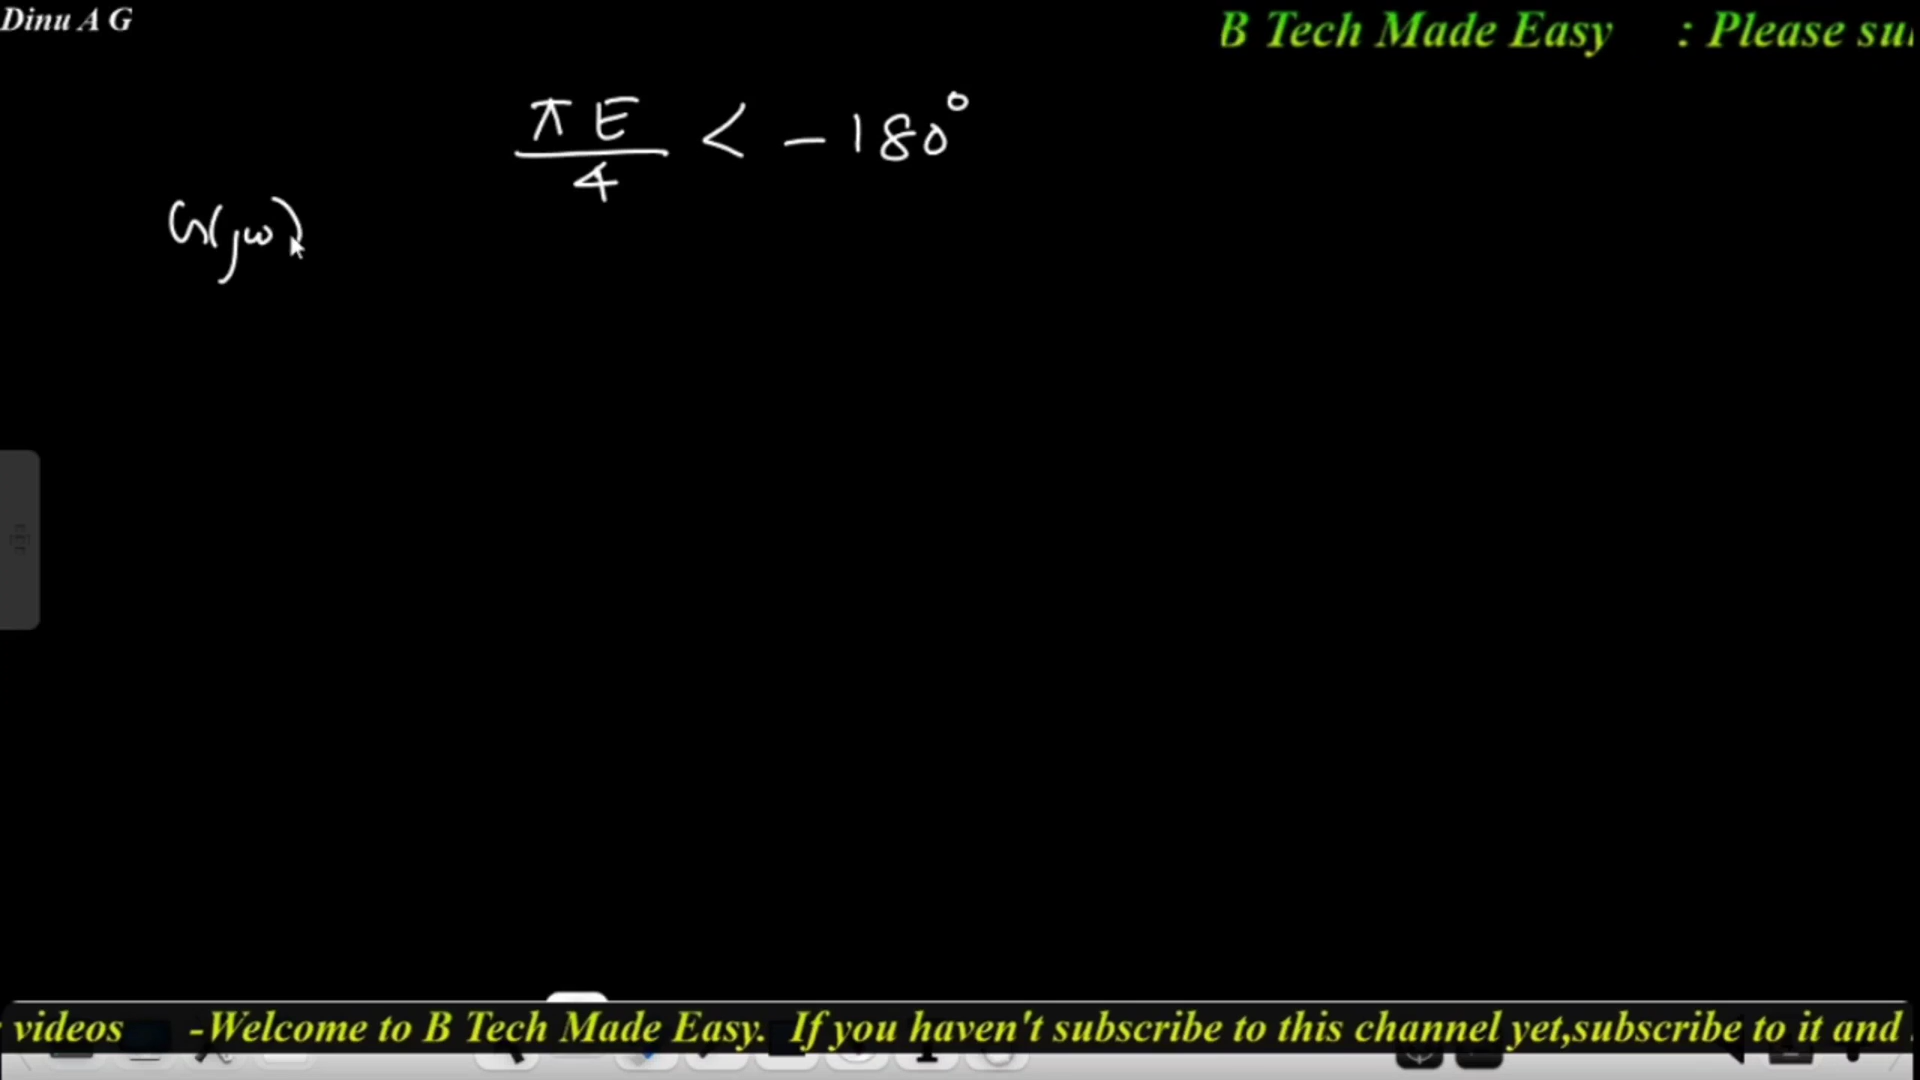 Dinu A G
B Tech Made Easy : Please su
πE/4 < -180°
G(jω)
videos -Welcome to B Tech Made Easy. If you haven't subscribe to this channel yet,subscribe to it and